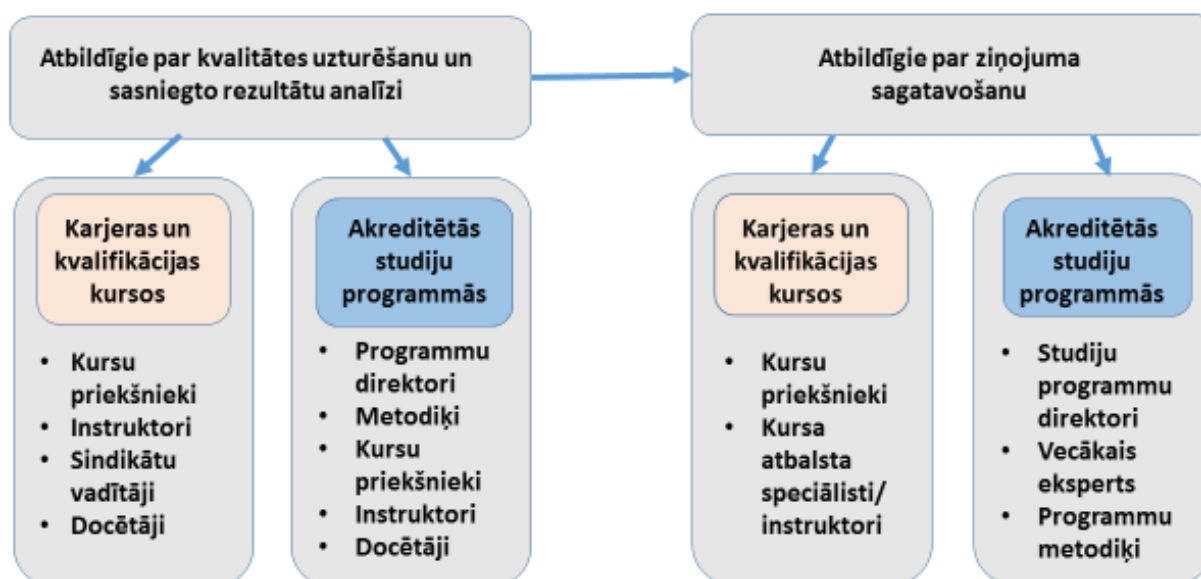 Atbildīgie par kvalitātes uzturēšanu un
sasniegto rezultātu analīzi
Atbildīgie par ziņojuma
sagatavošanu
Karjeras un
kvalifikācijas
kursos
• Kursu
priekšnieki
• Instruktori
• Sindikātu
vadītāji
• Docētāji
Akreditētās
studiju
programmās
• Programmu
direktori
• Metodiķi
• Kursu
priekšnieki
• Instruktori
• Docētāji
Karjeras un
kvalifikācijas
kursos
• Kursu
priekšnieki
• Kursa
atbalsta
speciālisti/
instruktori
Akreditētās
studiju
programmās
• Studiju
programmu
direktori
• Vecākais
eksperts
• Programmu
metodiķi